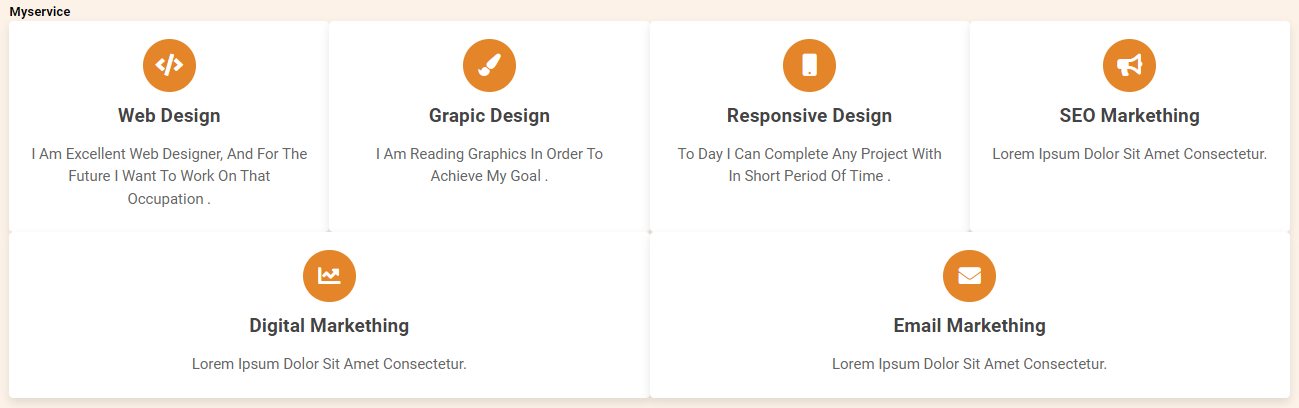 Myservice
Web Design
I Am Excellent Web Designer, And For The
Future I Want To Work On That
Occupation .
Grapic Design
I Am Reading Graphics In Order To
Achieve My Goal .
Responsive Design
To Day I Can Complete Any Project With
In Short Period Of Time .
SEO Markething
Lorem Ipsum Dolor Sit Amet Consectetur.
Digital Markething
Lorem Ipsum Dolor Sit Amet Consectetur.
Email Markething
Lorem Ipsum Dolor Sit Amet Consectetur.